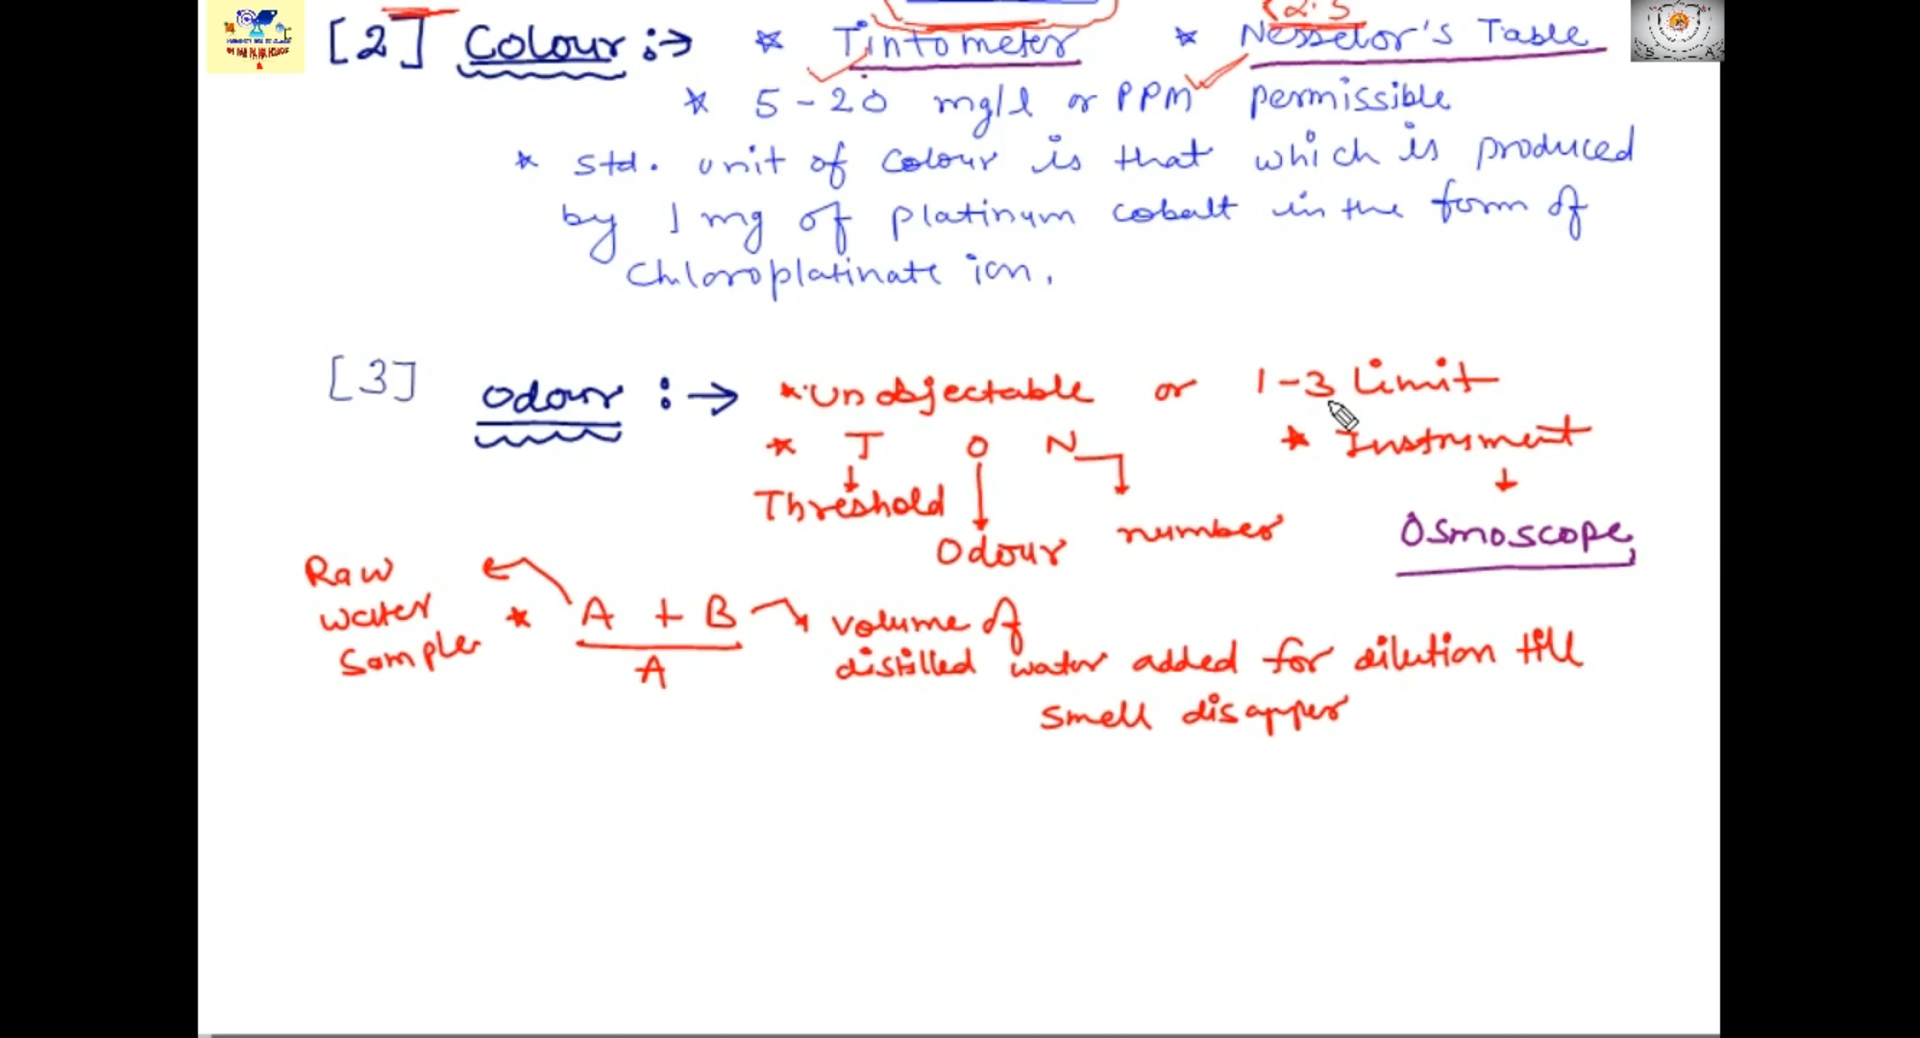 [2] Colour :→ * Tintometer * Nesselor's Table
* 5 - 20 mg/l or PPM permissible
* std. unit of colour is that which is produced
by 1 mg of platinum cobalt in the form of
Chloroplatinate ion.
[3] Odour :→ * Unobjectable or 1-3 limit
* T O N * Instrument
Threshold Odour number Osmoscope
Raw water sample * A + B volume of
A distilled water added for dilution till
smell disapper